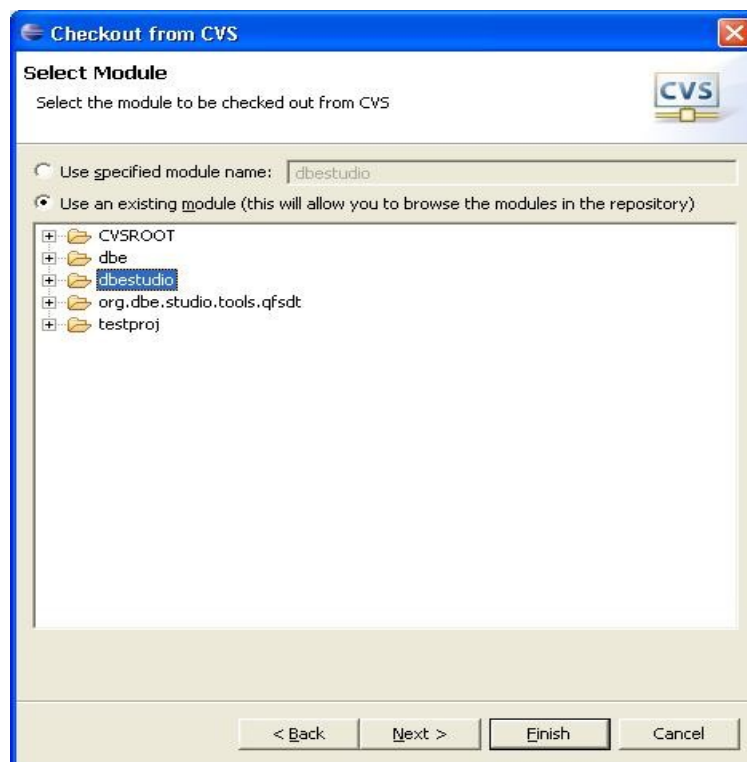 Checkout from CVS
Select Module
Select the module to be checked out from CVS
CVS
Use specified module name: dbestudio
Use an existing module (this will allow you to browse the modules in the repository)
CVSROOT
dbe
dbestudio
org.dbe.studio.tools.qfsdt
testproj
< Back Next > Finish Cancel